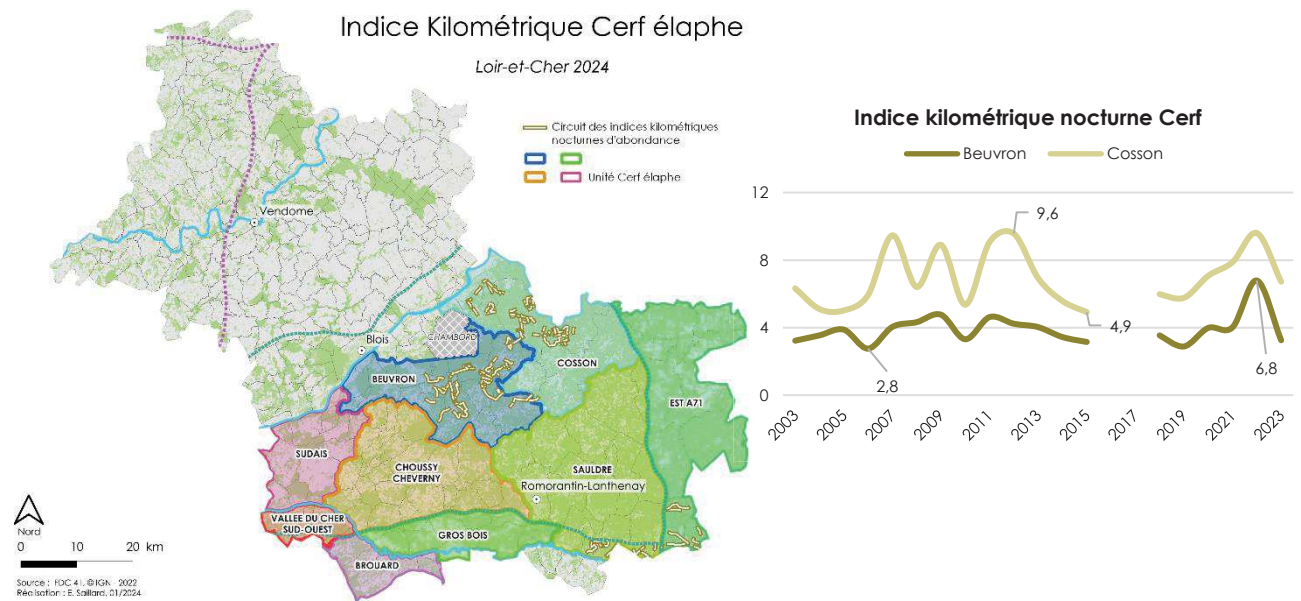 Indice Kilométrique Cerf élaphe
Loir-et-Cher 2024
Circuit des indices kilométriques
nocturnes d'abondance
Unité Cerf élaphe
Vendome
Blois
CHAMBORD
BEUVRON
COSSON
EST A71
SUDAIS
CHOUSSY
CHEVERNY
SAULDRE
Romorantin-Lanthenay
VALLEE DU CHER
SUD-OUEST
GROS BOIS
BROUARD
Nord
0 10 20 km
Source : FDC 41, ©IGN - 2022
Réalisation : E. Saillard, 01/2024
Indice kilométrique nocturne Cerf
Beuvron Cosson
12
8
4
0
9,6
4,9
2,8
6,8
2003 2005 2007 2009 2011 2013 2015 2017 2019 2021 2023